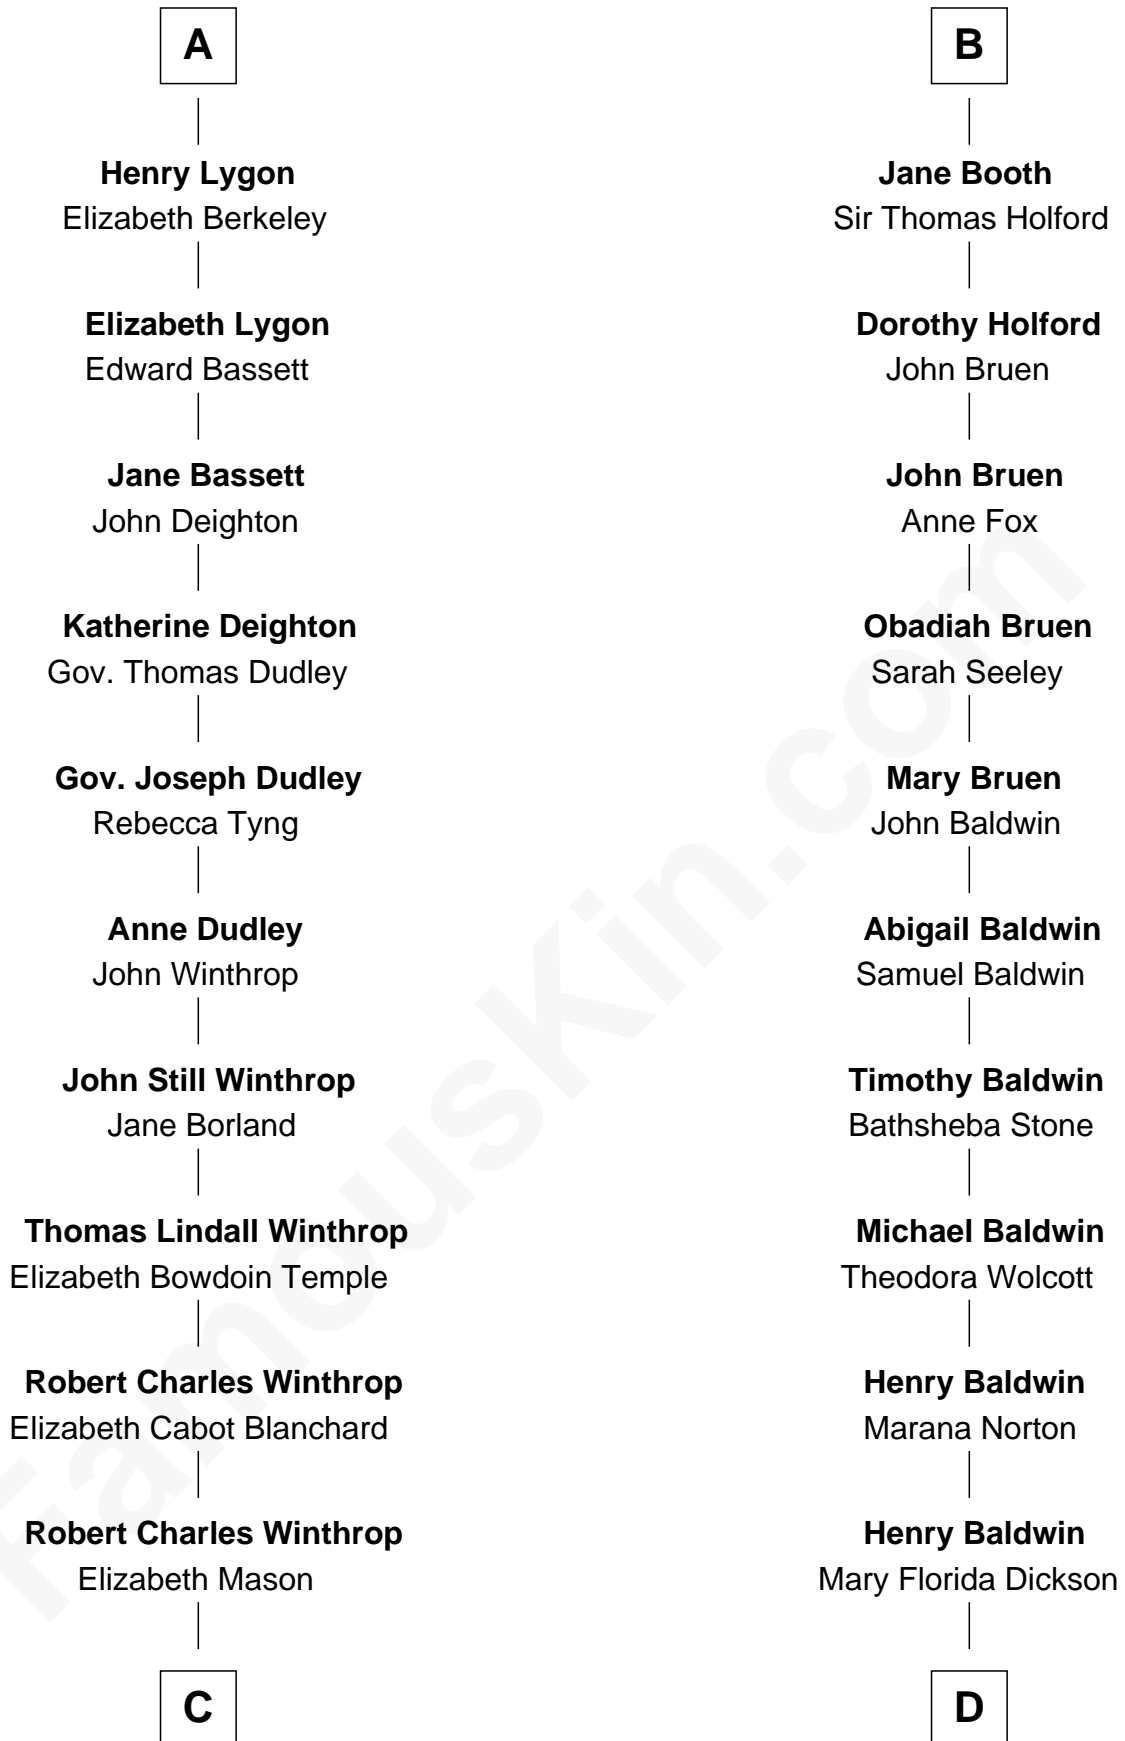 A
Henry Lygon
Elizabeth Berkeley
Elizabeth Lygon
Edward Bassett
Jane Bassett
John Deighton
Katherine Deighton
Gov. Thomas Dudley
Gov. Joseph Dudley
Rebecca Tyng
Anne Dudley
John Winthrop
John Still Winthrop
Jane Borland
Thomas Lindall Winthrop
Elizabeth Bowdoin Temple
Robert Charles Winthrop
Elizabeth Cabot Blanchard
Robert Charles Winthrop
Elizabeth Mason
C
B
Jane Booth
Sir Thomas Holford
Dorothy Holford
John Bruen
John Bruen
Anne Fox
Obadiah Bruen
Sarah Seeley
Mary Bruen
John Baldwin
Abigail Baldwin
Samuel Baldwin
Timothy Baldwin
Bathsheba Stone
Michael Baldwin
Theodora Wolcott
Henry Baldwin
Marana Norton
Henry Baldwin
Mary Florida Dickson
D
FamousKin.com